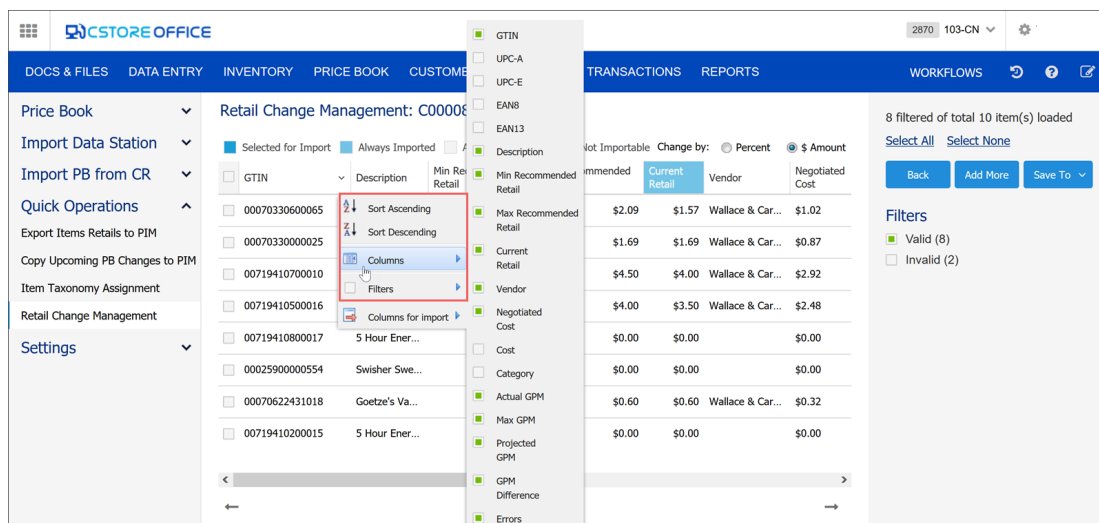 CSTORE OFFICE
2870 103-CN
DOCS & FILES DATA ENTRY INVENTORY PRICE BOOK CUSTOME TRANSACTIONS REPORTS WORKFLOWS
Price Book
Import Data Station
Import PB from CR
Quick Operations
Export Items Retails to PIM
Copy Upcoming PB Changes to PIM
Item Taxonomy Assignment
Retail Change Management
Settings
Retail Change Management: C00008
Selected for Import Always Imported Not Importable Change by: Percent $ Amount
GTIN Description Min Rec
Retail
mmended
Current
Retail
Vendor
Negotiated
Cost
00070330600065 $2.09 $1.57 Wallace & Car... $1.02
00070330000025 $1.69 $1.69 Wallace & Car... $0.87
00719410700010 $4.50 $4.00 Wallace & Car... $2.92
00719410500016 $4.00 $3.50 Wallace & Car... $2.48
00719410800017 5 Hour Ener... $0.00 $0.00 $0.00
00025900000554 Swisher Swe... $0.00 $0.00 $0.00
00070622431018 Goetze's Va... $0.60 $0.60 Wallace & Car... $0.32
00719410200015 5 Hour Ener... $0.00 $0.00 $0.00
Sort Ascending
Sort Descending
Columns
Filters
Columns for import
GTIN
UPC-A
UPC-E
EAN8
EAN13
Description
Min Recommended
Retail
Max Recommended
Retail
Current
Retail
Vendor
Negotiated
Cost
Cost
Category
Actual GPM
Max GPM
Projected
GPM
GPM
Difference
Errors
8 filtered of total 10 item(s) loaded
Select All Select None
Back Add More Save To
Filters
Valid (8)
Invalid (2)